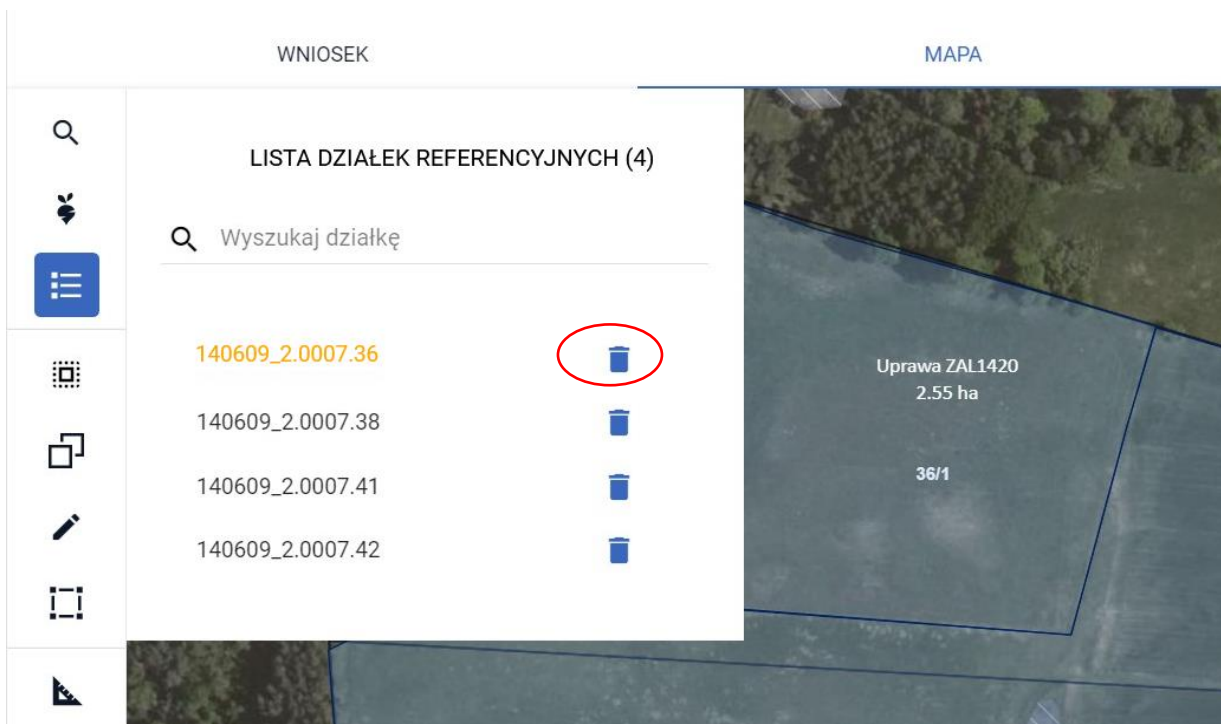 WNIOSEK
MAPA
LISTA DZIAŁEK REFERENCYJNYCH (4)
Wyszukaj działkę
140609_2.0007.36
140609_2.0007.38
140609_2.0007.41
140609_2.0007.42
Uprawa ZAL1420
2.55 ha
36/1